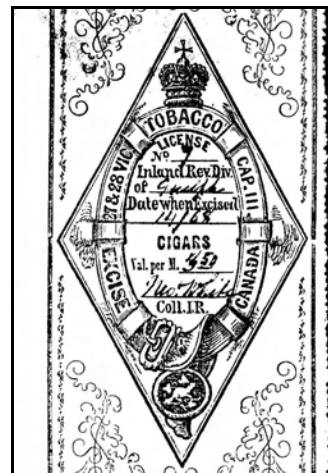 TOBACCO
27 & 28 VIC. CAP. III
EXCISE CANADA
LICENSE
No 7
Inland Rev. Div.
of Guelph
Date when Excised
14/68
CIGARS
Val. per M.
Coll. I.R.